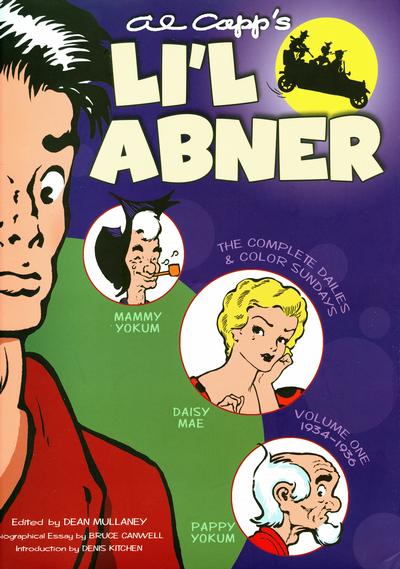 Al Capp's
LI'L
ABNER
THE COMPLETE DAILIES
& COLOR SUNDAYS
MAMMY
YOKUM
DAISY
MAE
VOLUME ONE
1934-1936
PAPPY
YOKUM
Edited by DEAN MULLANEY
iographical Essay by BRUCE CANWELL
Introduction by DENIS KITCHEN